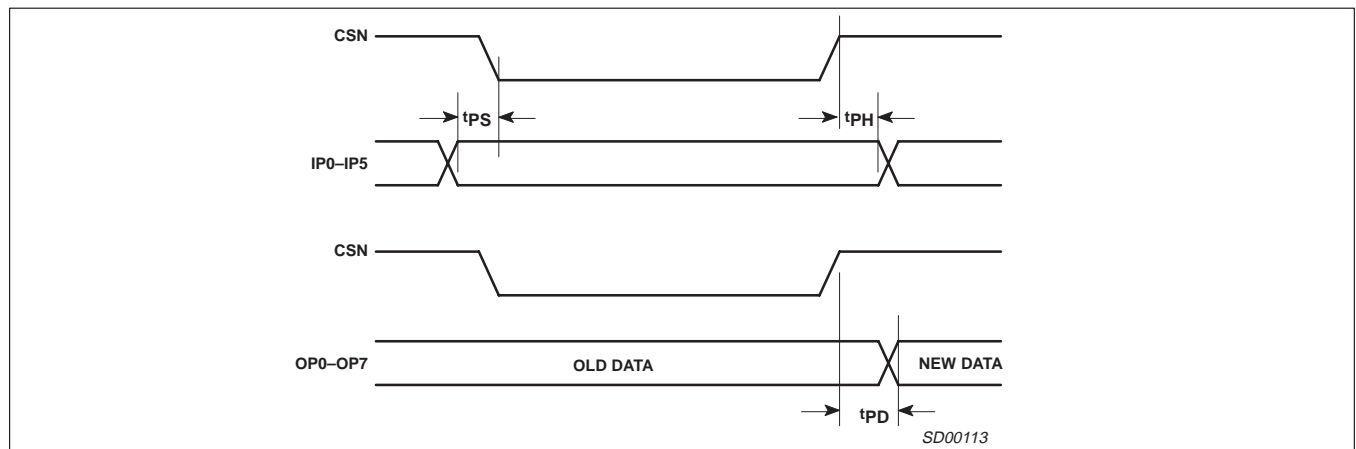 CSN
tPS
tPH
IP0–IP5
CSN
OP0–OP7 OLD DATA NEW DATA
tPD
SD00113